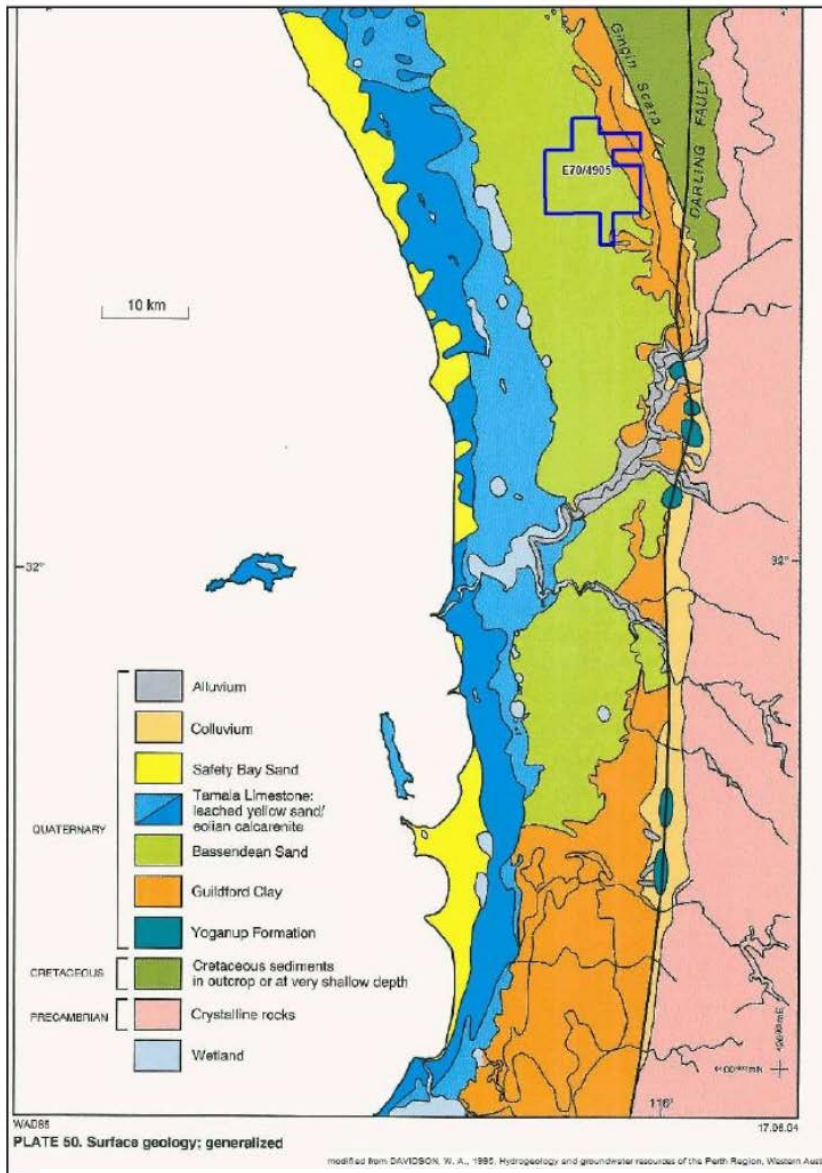 Gingin Scarp
DARLING FAULT
E70/4905
10 km
32°
32°
QUATERNARY
Alluvium
Colluvium
Safety Bay Sand
Tamala Limestone:
leached yellow sand/
eolian calcarenite
Bassendean Sand
Guildford Clay
Yoganup Formation
CRETACEOUS
Cretaceous sediments
in outcrop or at very shallow depth
PRECAMBRIAN
Crystalline rocks
Wetland
116°
WAD85
17.06.04
PLATE 50. Surface geology; generalized
modified from DAVIDSON, W. A., 1995, Hydrogeology and groundwater resources of the Perth Region, Western Aust